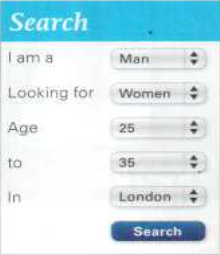 Search
I am a Man
Looking for Women
Age 25
to 35
In London
Search